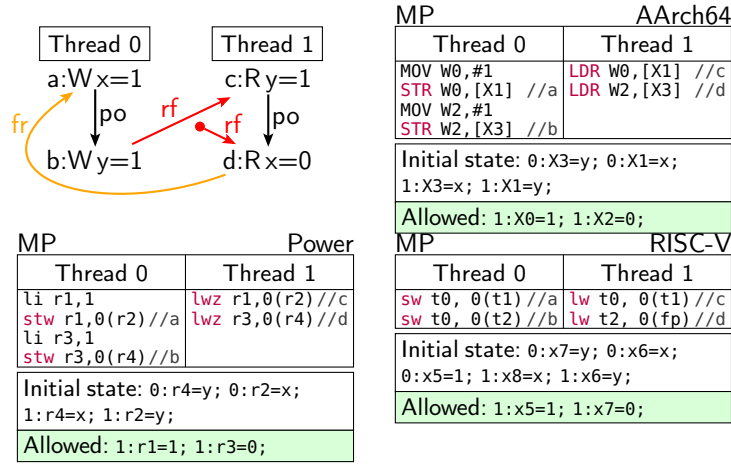 Thread 0 Thread 1
a:W x=1 c:R y=1
fr po rf rf po
b:W y=1 d:R x=0
MP AArch64
Thread 0 Thread 1
MOV W0,#1 LDR W0,[X1] //c
STR W0,[X1] //a LDR W2,[X3] //d
MOV W2,#1
STR W2,[X3] //b
Initial state: 0:X3=y; 0:X1=x;
1:X3=x; 1:X1=y;
Allowed: 1:X0=1; 1:X2=0;
MP Power
Thread 0 Thread 1
li r1,1 lwz r1,0(r2)//c
stw r1,0(r2)//a lwz r3,0(r4)//d
li r3,1
stw r3,0(r4)//b
Initial state: 0:r4=y; 0:r2=x;
1:r4=x; 1:r2=y;
Allowed: 1:r1=1; 1:r3=0;
MP RISC-V
Thread 0 Thread 1
sw t0, 0(t1)//a lw t0, 0(t1)//c
sw t0, 0(t2)//b lw t2, 0(fp)//d
Initial state: 0:x7=y; 0:x6=x;
0:x5=1; 1:x8=x; 1:x6=y;
Allowed: 1:x5=1; 1:x7=0;